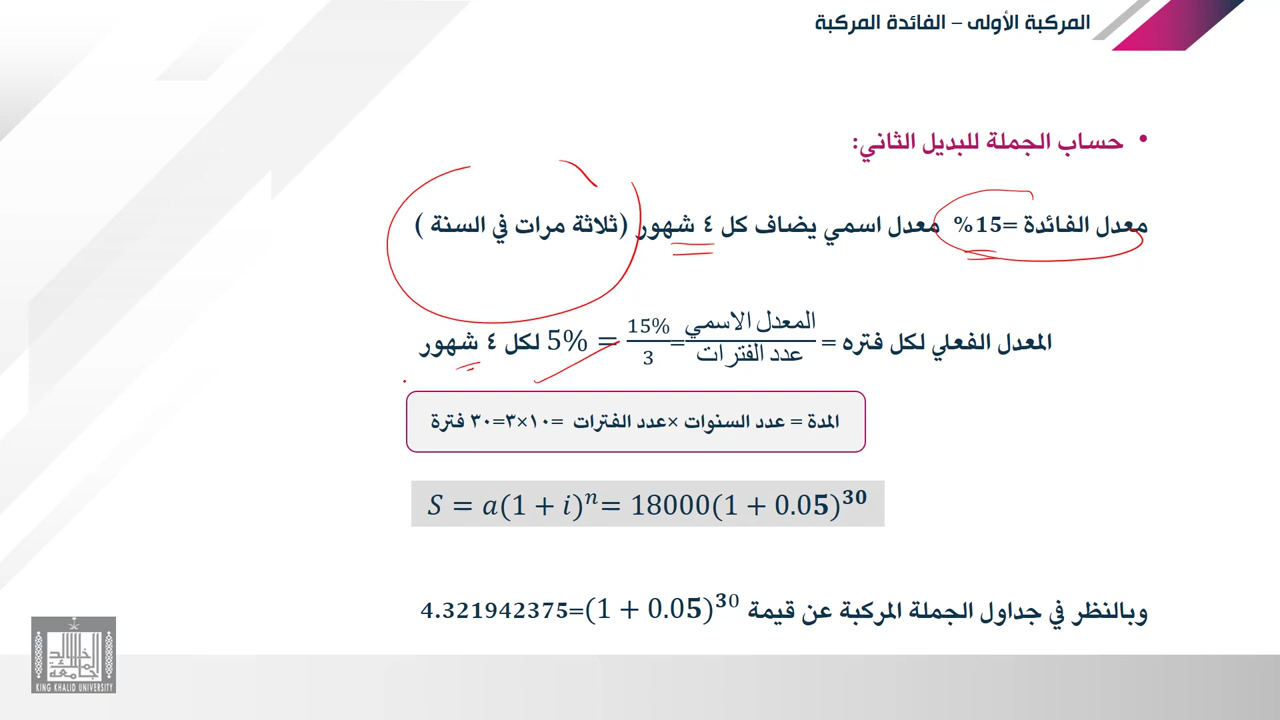 المركبة الأولى – الفائدة المركبة
• حساب الجملة للبديل الثاني:
معدل الفائدة =15% معدل اسمي يضاف كل ٤ شهور (ثلاثة مرات في السنة )
المعدل الفعلي لكل فتره = المعدل الاسمي/عدد الفترات = 15%/3 = 5% لكل ٤ شهور
المدة = عدد السنوات ×عدد الفترات =١٠×٣=٣٠ فترة
S = a(1 + i)ⁿ= 18000(1 + 0.05)³⁰
وبالنظر في جداول الجملة المركبة عن قيمة (1 + 0.05)³⁰=4.321942375
جامعة الملك خالد
KING KHALID UNIVERSITY